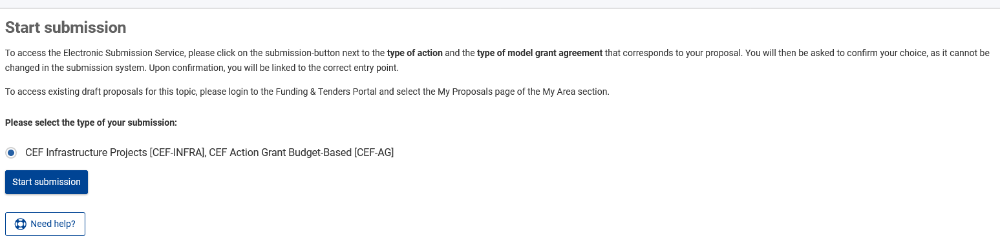 Start submission
To access the Electronic Submission Service, please click on the submission-button next to the type of action and the type of model grant agreement that corresponds to your proposal. You will then be asked to confirm your choice, as it cannot be
changed in the submission system. Upon confirmation, you will be linked to the correct entry point.
To access existing draft proposals for this topic, please login to the Funding & Tenders Portal and select the My Proposals page of the My Area section.
Please select the type of your submission:
CEF Infrastructure Projects [CEF-INFRA], CEF Action Grant Budget-Based [CEF-AG]
Start submission
Need help?